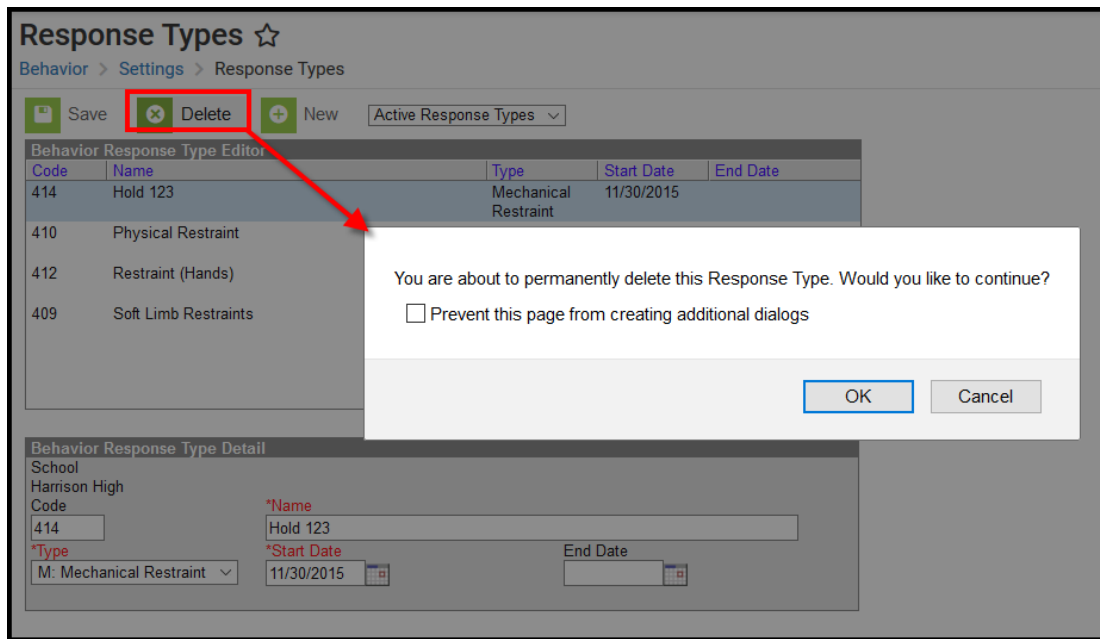 Response Types
Behavior > Settings > Response Types
Save Delete New Active Response Types
Behavior Response Type Editor
Code Name Type Start Date End Date
414 Hold 123 Mechanical 11/30/2015
Restraint
410 Physical Restraint
412 Restraint (Hands)
409 Soft Limb Restraints
You are about to permanently delete this Response Type. Would you like to continue?
Prevent this page from creating additional dialogs
OK Cancel
Behavior Response Type Detail
School
Harrison High
Code *Name
414 Hold 123
*Type *Start Date End Date
M: Mechanical Restraint 11/30/2015